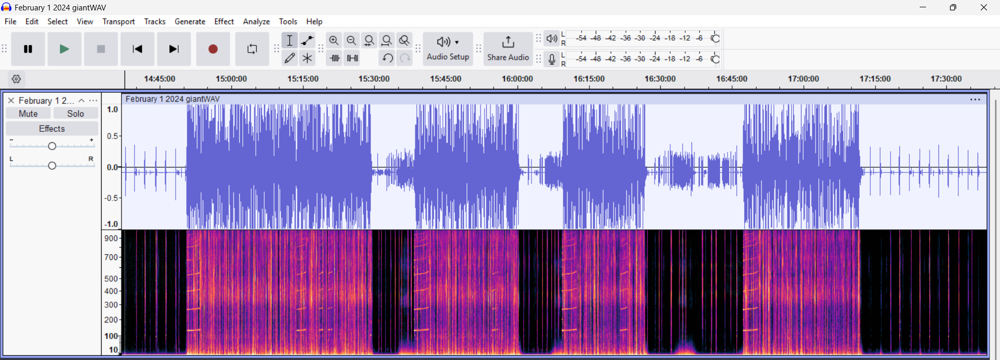 February 1 2024 giantWAV
File Edit Select View Transport Tracks Generate Effect Analyze Tools Help
L
R
-54 -48 -42 -36 -30 -24 -18 -12 -6 0
Audio Setup
Share Audio
L
R
-54 -48 -42 -36 -30 -24 -18 -12 -6 0
14:45:00 15:00:00 15:15:00 15:30:00 15:45:00 16:00:00 16:15:00 16:30:00 16:45:00 17:00:00 17:15:00 17:30:00
February 1 2...
Mute Solo
Effects
- +
L R
February 1 2024 giantWAV
1.0
0.5
0.0
-0.5
-1.0
900
700
500
400
300
200
100
10